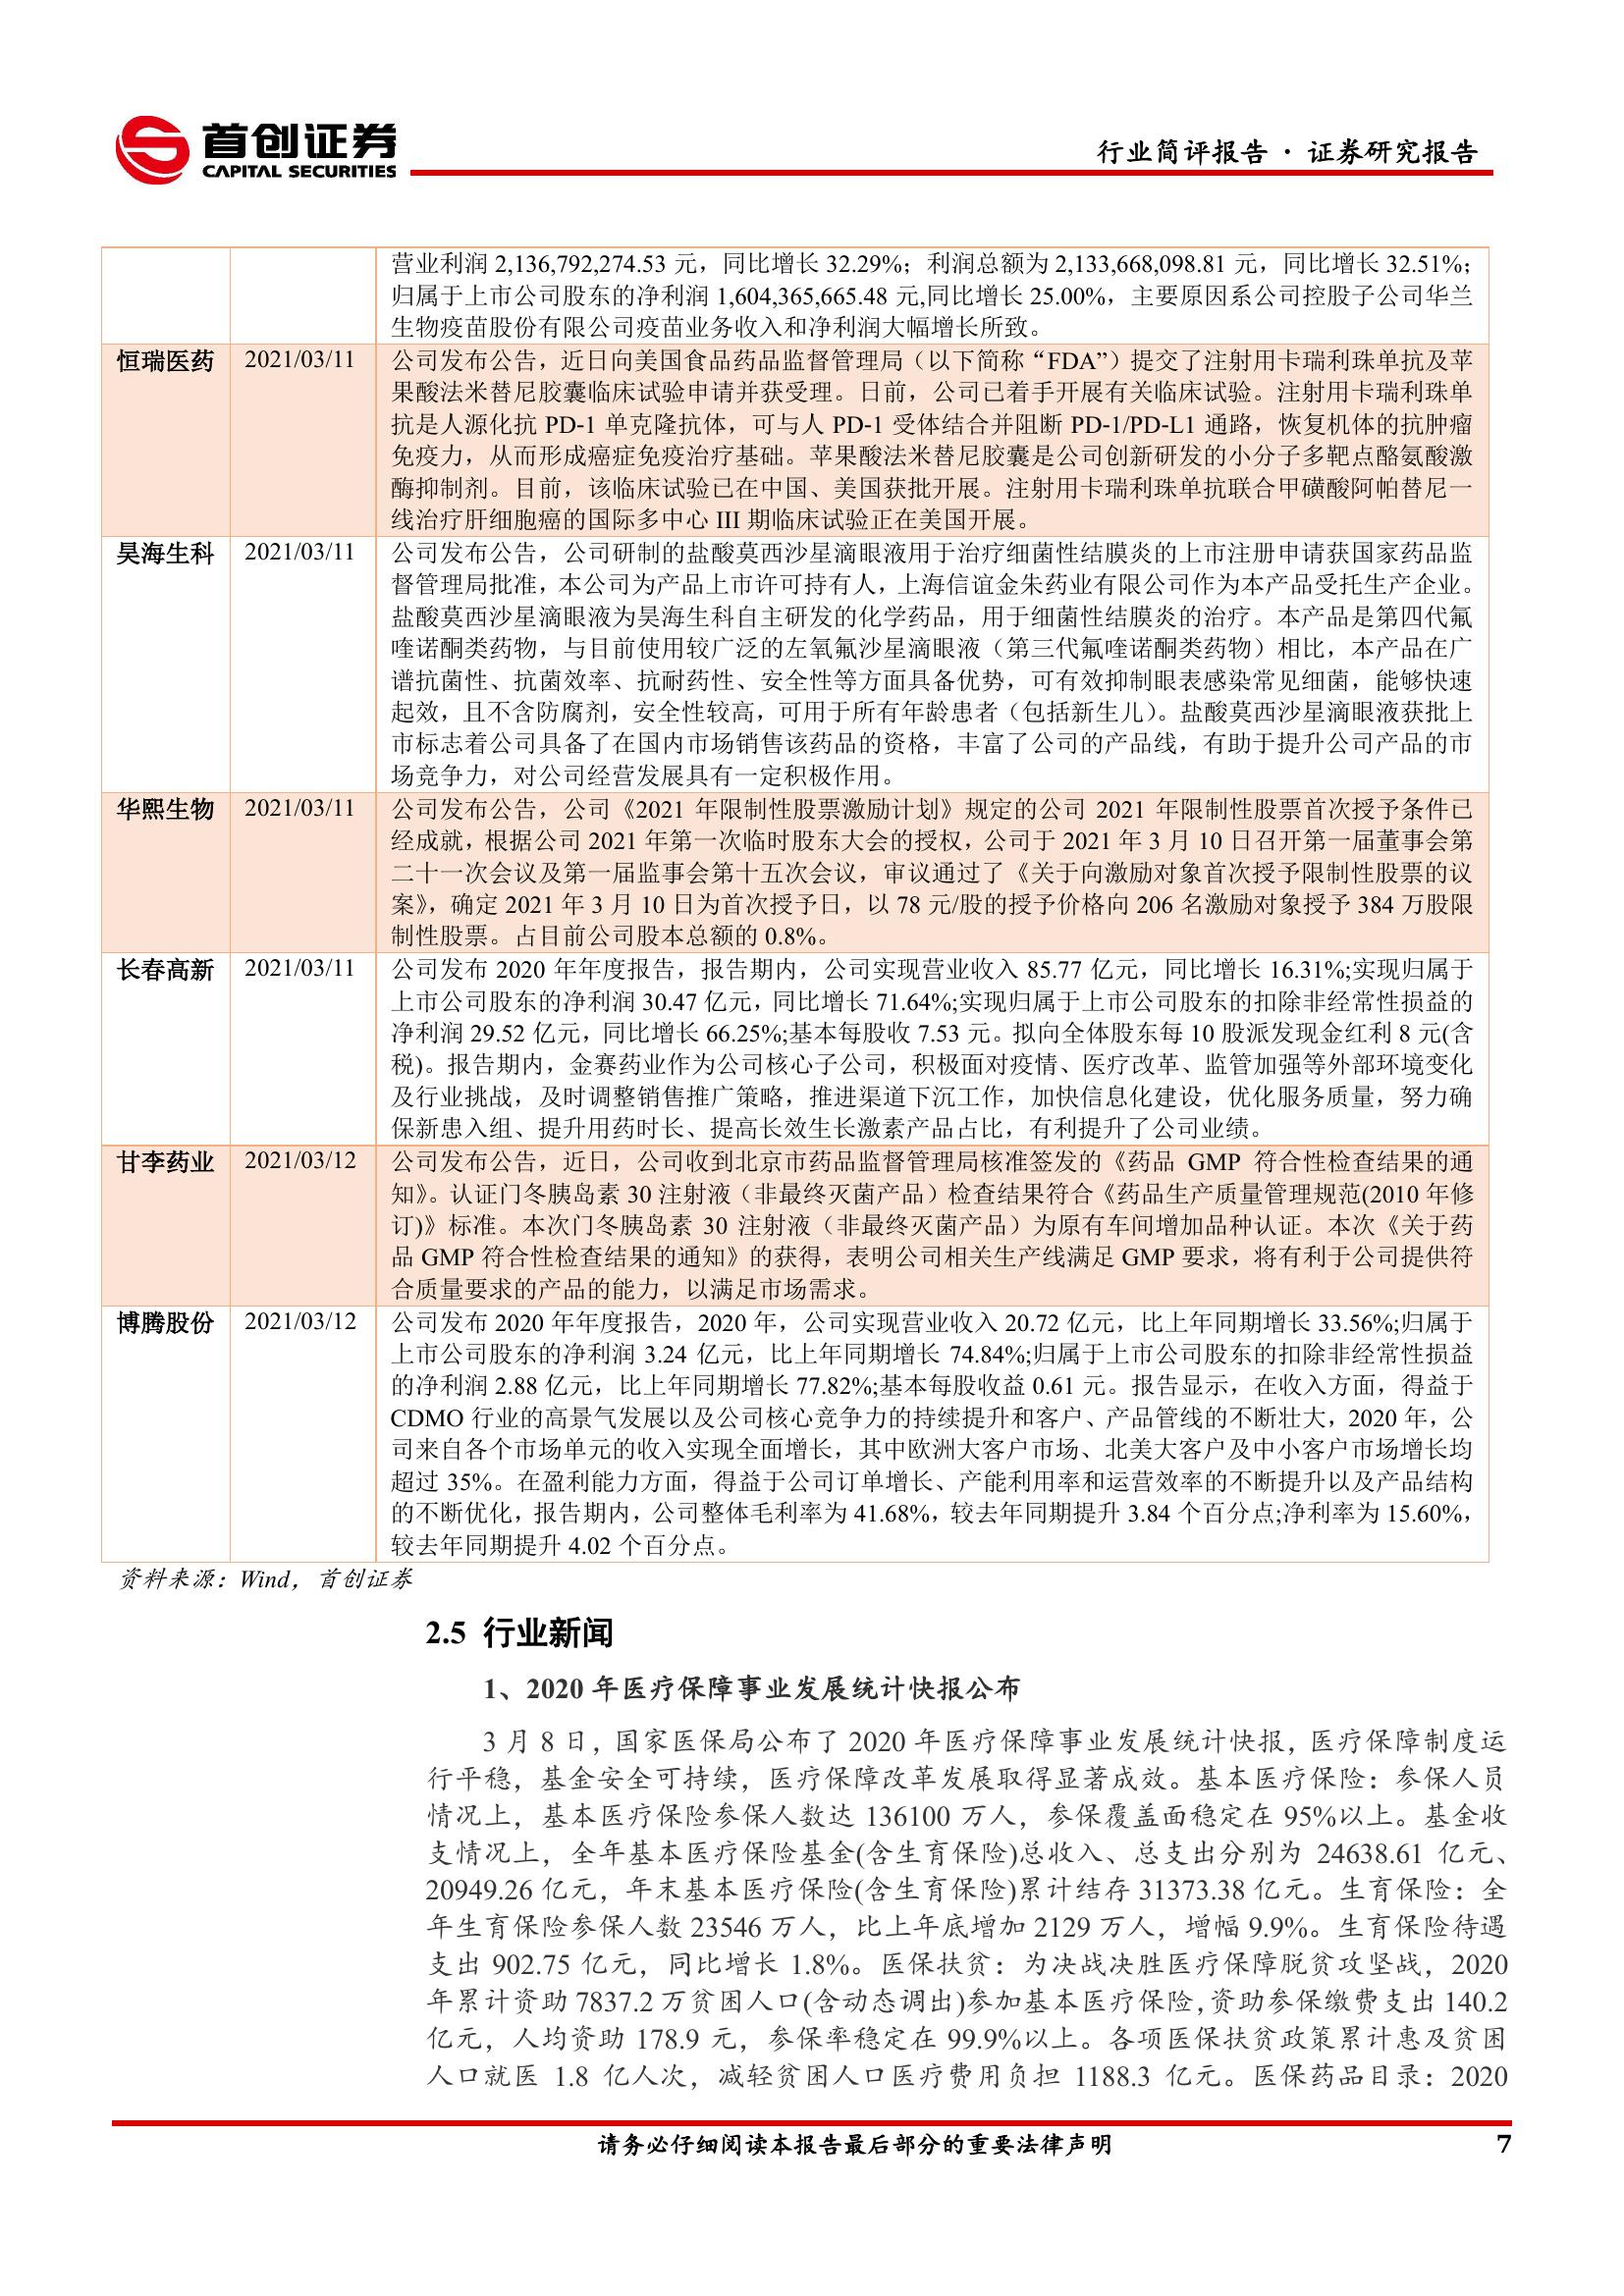 首创证券
CAPITAL SECURITIES
行业简评报告 · 证券研究报告
营业利润 2,136,792,274.53 元，同比增长 32.29%；利润总额为 2,133,668,098.81 元，同比增长 32.51%；
归属于上市公司股东的净利润 1,604,365,665.48 元,同比增长 25.00%，主要原因系公司控股子公司华兰
生物疫苗股份有限公司疫苗业务收入和净利润大幅增长所致。
恒瑞医药 2021/03/11 公司发布公告，近日向美国食品药品监督管理局（以下简称“FDA”）提交了注射用卡瑞利珠单抗及苹
果酸法米替尼胶囊临床试验申请并获受理。日前，公司已着手开展有关临床试验。注射用卡瑞利珠单
抗是人源化抗 PD-1 单克隆抗体，可与人 PD-1 受体结合并阻断 PD-1/PD-L1 通路，恢复机体的抗肿瘤
免疫力，从而形成癌症免疫治疗基础。苹果酸法米替尼胶囊是公司创新研发的小分子多靶点酪氨酸激
酶抑制剂。目前，该临床试验已在中国、美国获批开展。注射用卡瑞利珠单抗联合甲磺酸阿帕替尼一
线治疗肝细胞癌的国际多中心 III 期临床试验正在美国开展。
昊海生科 2021/03/11 公司发布公告，公司研制的盐酸莫西沙星滴眼液用于治疗细菌性结膜炎的上市注册申请获国家药品监
督管理局批准，本公司为产品上市许可持有人，上海信谊金朱药业有限公司作为本产品受托生产企业。
盐酸莫西沙星滴眼液为昊海生科自主研发的化学药品，用于细菌性结膜炎的治疗。本产品是第四代氟
喹诺酮类药物，与目前使用较广泛的左氧氟沙星滴眼液（第三代氟喹诺酮类药物）相比，本产品在广
谱抗菌性、抗菌效率、抗耐药性、安全性等方面具备优势，可有效抑制眼表感染常见细菌，能够快速
起效，且不含防腐剂，安全性较高，可用于所有年龄患者（包括新生儿）。盐酸莫西沙星滴眼液获批上
市标志着公司具备了在国内市场销售该药品的资格，丰富了公司的产品线，有助于提升公司产品的市
场竞争力，对公司经营发展具有一定积极作用。
华熙生物 2021/03/11 公司发布公告，公司《2021 年限制性股票激励计划》规定的公司 2021 年限制性股票首次授予条件已
经成就，根据公司 2021 年第一次临时股东大会的授权，公司于 2021 年 3 月 10 日召开第一届董事会第
二十一次会议及第一届监事会第十五次会议，审议通过了《关于向激励对象首次授予限制性股票的议
案》，确定 2021 年 3 月 10 日为首次授予日，以 78 元/股的授予价格向 206 名激励对象授予 384 万股限
制性股票。占目前公司股本总额的 0.8%。
长春高新 2021/03/11 公司发布 2020 年年度报告，报告期内，公司实现营业收入 85.77 亿元，同比增长 16.31%;实现归属于
上市公司股东的净利润 30.47 亿元，同比增长 71.64%;实现归属于上市公司股东的扣除非经常性损益的
净利润 29.52 亿元，同比增长 66.25%;基本每股收 7.53 元。拟向全体股东每 10 股派发现金红利 8 元(含
税)。报告期内，金赛药业作为公司核心子公司，积极面对疫情、医疗改革、监管加强等外部环境变化
及行业挑战，及时调整销售推广策略，推进渠道下沉工作，加快信息化建设，优化服务质量，努力确
保新患入组、提升用药时长、提高长效生长激素产品占比，有利提升了公司业绩。
甘李药业 2021/03/12 公司发布公告，近日，公司收到北京市药品监督管理局核准签发的《药品 GMP 符合性检查结果的通
知》。认证门冬胰岛素 30 注射液（非最终灭菌产品）检查结果符合《药品生产质量管理规范(2010 年修
订)》标准。本次门冬胰岛素 30 注射液（非最终灭菌产品）为原有车间增加品种认证。本次《关于药
品 GMP 符合性检查结果的通知》的获得，表明公司相关生产线满足 GMP 要求，将有利于公司提供符
合质量要求的产品的能力，以满足市场需求。
博腾股份 2021/03/12 公司发布 2020 年年度报告，2020 年，公司实现营业收入 20.72 亿元，比上年同期增长 33.56%;归属于
上市公司股东的净利润 3.24 亿元，比上年同期增长 74.84%;归属于上市公司股东的扣除非经常性损益
的净利润 2.88 亿元，比上年同期增长 77.82%;基本每股收益 0.61 元。报告显示，在收入方面，得益于
CDMO 行业的高景气发展以及公司核心竞争力的持续提升和客户、产品管线的不断壮大，2020 年，公
司来自各个市场单元的收入实现全面增长，其中欧洲大客户市场、北美大客户及中小客户市场增长均
超过 35%。在盈利能力方面，得益于公司订单增长、产能利用率和运营效率的不断提升以及产品结构
的不断优化，报告期内，公司整体毛利率为 41.68%，较去年同期提升 3.84 个百分点;净利率为 15.60%，
较去年同期提升 4.02 个百分点。
资料来源：Wind，首创证券
2.5 行业新闻
1、2020 年医疗保障事业发展统计快报公布
3 月 8 日，国家医保局公布了 2020 年医疗保障事业发展统计快报，医疗保障制度运
行平稳，基金安全可持续，医疗保障改革发展取得显著成效。基本医疗保险：参保人员
情况上，基本医疗保险参保人数达 136100 万人，参保覆盖面稳定在 95%以上。基金收
支情况上，全年基本医疗保险基金(含生育保险)总收入、总支出分别为 24638.61 亿元、
20949.26 亿元，年末基本医疗保险(含生育保险)累计结存 31373.38 亿元。生育保险：全
年生育保险参保人数 23546 万人，比上年底增加 2129 万人，增幅 9.9%。生育保险待遇
支出 902.75 亿元，同比增长 1.8%。医保扶贫：为决战决胜医疗保障脱贫攻坚战，2020
年累计资助 7837.2 万贫困人口(含动态调出)参加基本医疗保险，资助参保缴费支出 140.2
亿元，人均资助 178.9 元，参保率稳定在 99.9%以上。各项医保扶贫政策累计惠及贫困
人口就医 1.8 亿人次，减轻贫困人口医疗费用负担 1188.3 亿元。医保药品目录：2020
请务必仔细阅读本报告最后部分的重要法律声明 7